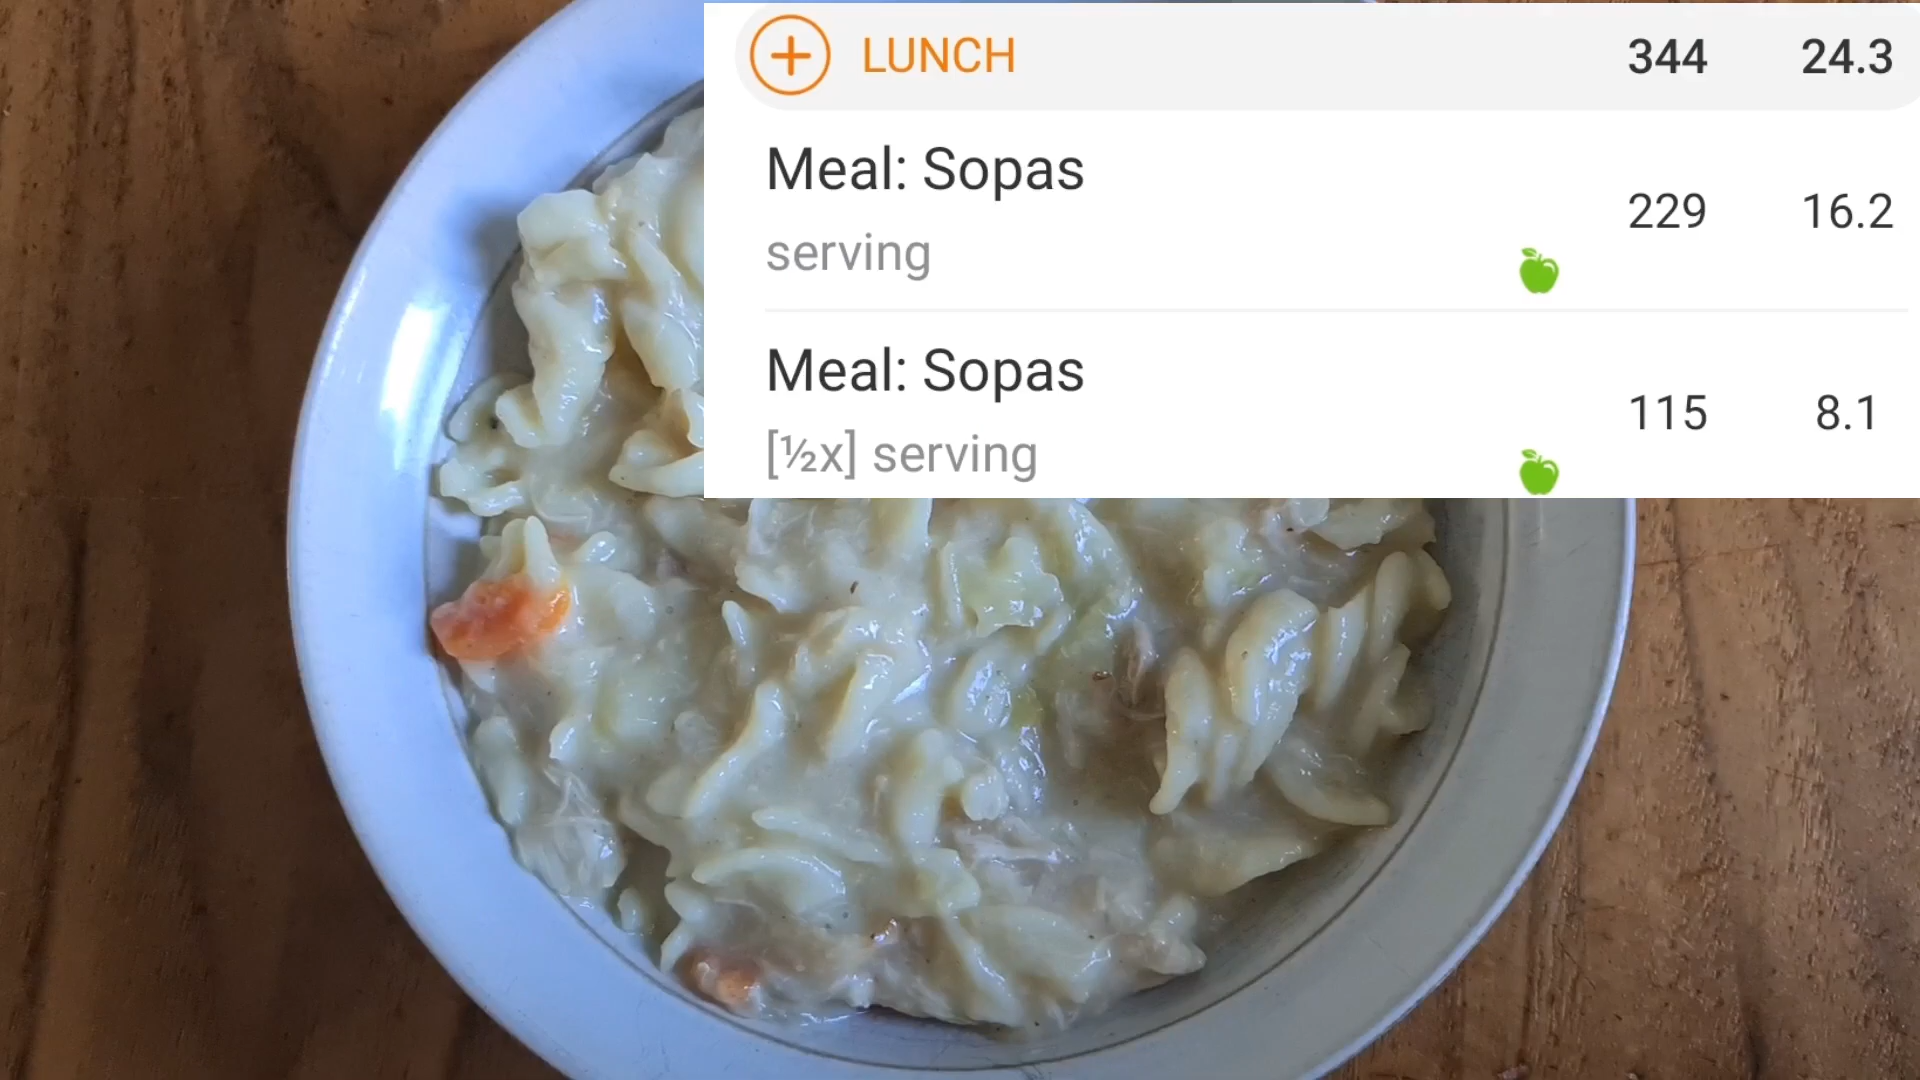 LUNCH 344 24.3
Meal: Sopas
229 16.2
serving
Meal: Sopas
115 8.1
[½x] serving